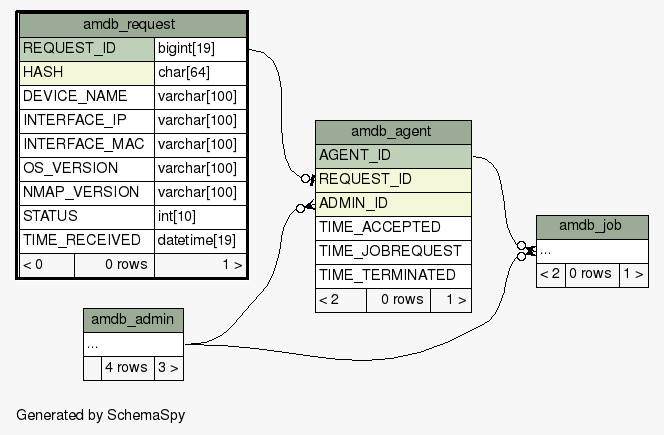 amdb_request
REQUEST_ID bigint[19]
HASH char[64]
DEVICE_NAME varchar[100]
INTERFACE_IP varchar[100]
INTERFACE_MAC varchar[100]
OS_VERSION varchar[100]
NMAP_VERSION varchar[100]
STATUS int[10]
TIME_RECEIVED datetime[19]
< 0 0 rows 1 >
amdb_agent
AGENT_ID
REQUEST_ID
ADMIN_ID
TIME_ACCEPTED
TIME_JOBREQUEST
TIME_TERMINATED
< 2 0 rows 1 >
amdb_job
...
< 2 0 rows 1 >
amdb_admin
...
4 rows 3 >
Generated by SchemaSpy